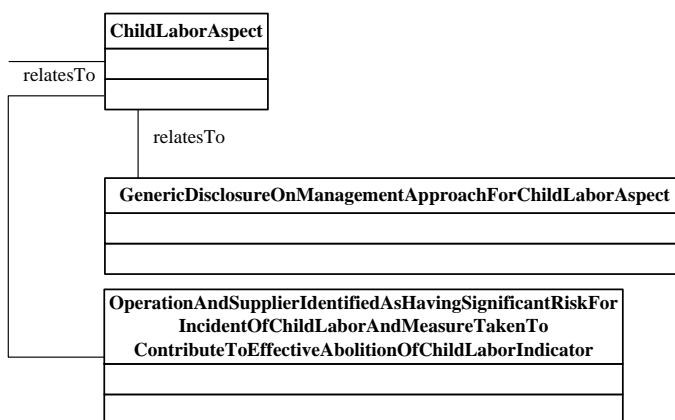 ChildLaborAspect
relatesTo
relatesTo
GenericDisclosureOnManagementApproachForChildLaborAspect
OperationAndSupplierIdentifiedAsHavingSignificantRiskFor
IncidentOfChildLaborAndMeasureTakenTo
ContributeToEffectiveAbolitionOfChildLaborIndicator